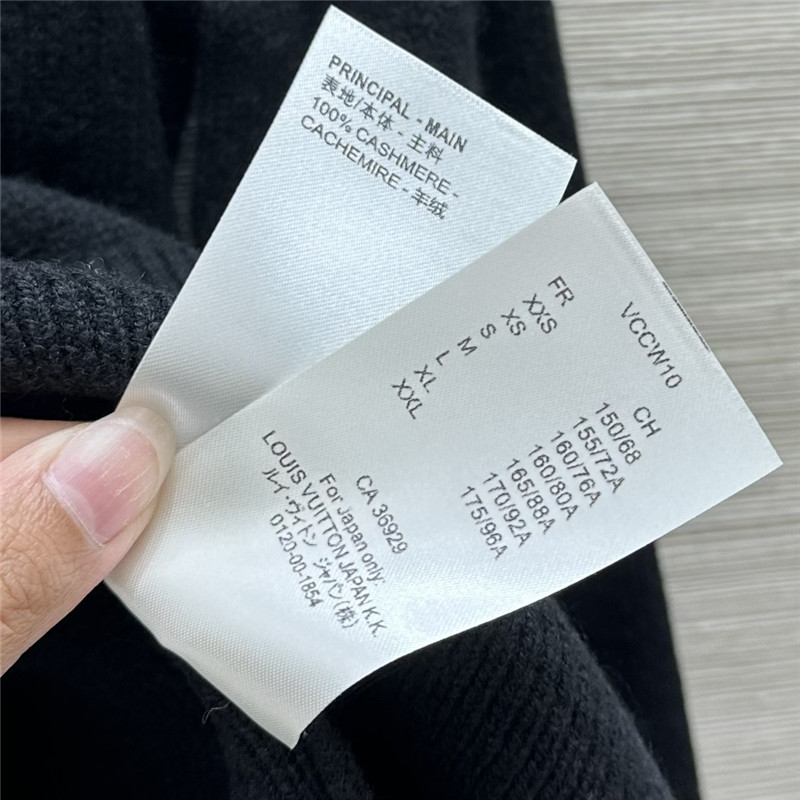 PRINCIPAL - MAIN
表地/本体 - 主料
100% CASHMERE -
CACHEMIRE - 羊绒
VCCW10
FR CH
XXS 150/68
XS 155/72A
S 160/76A
M 160/80A
L 165/88A
XL 170/92A
XXL 175/96A
CA 36929
For Japan only:
LOUIS VUITTON JAPAN K.K.
ルイ・ヴィトン ジャパン(株)
0120-00-1854